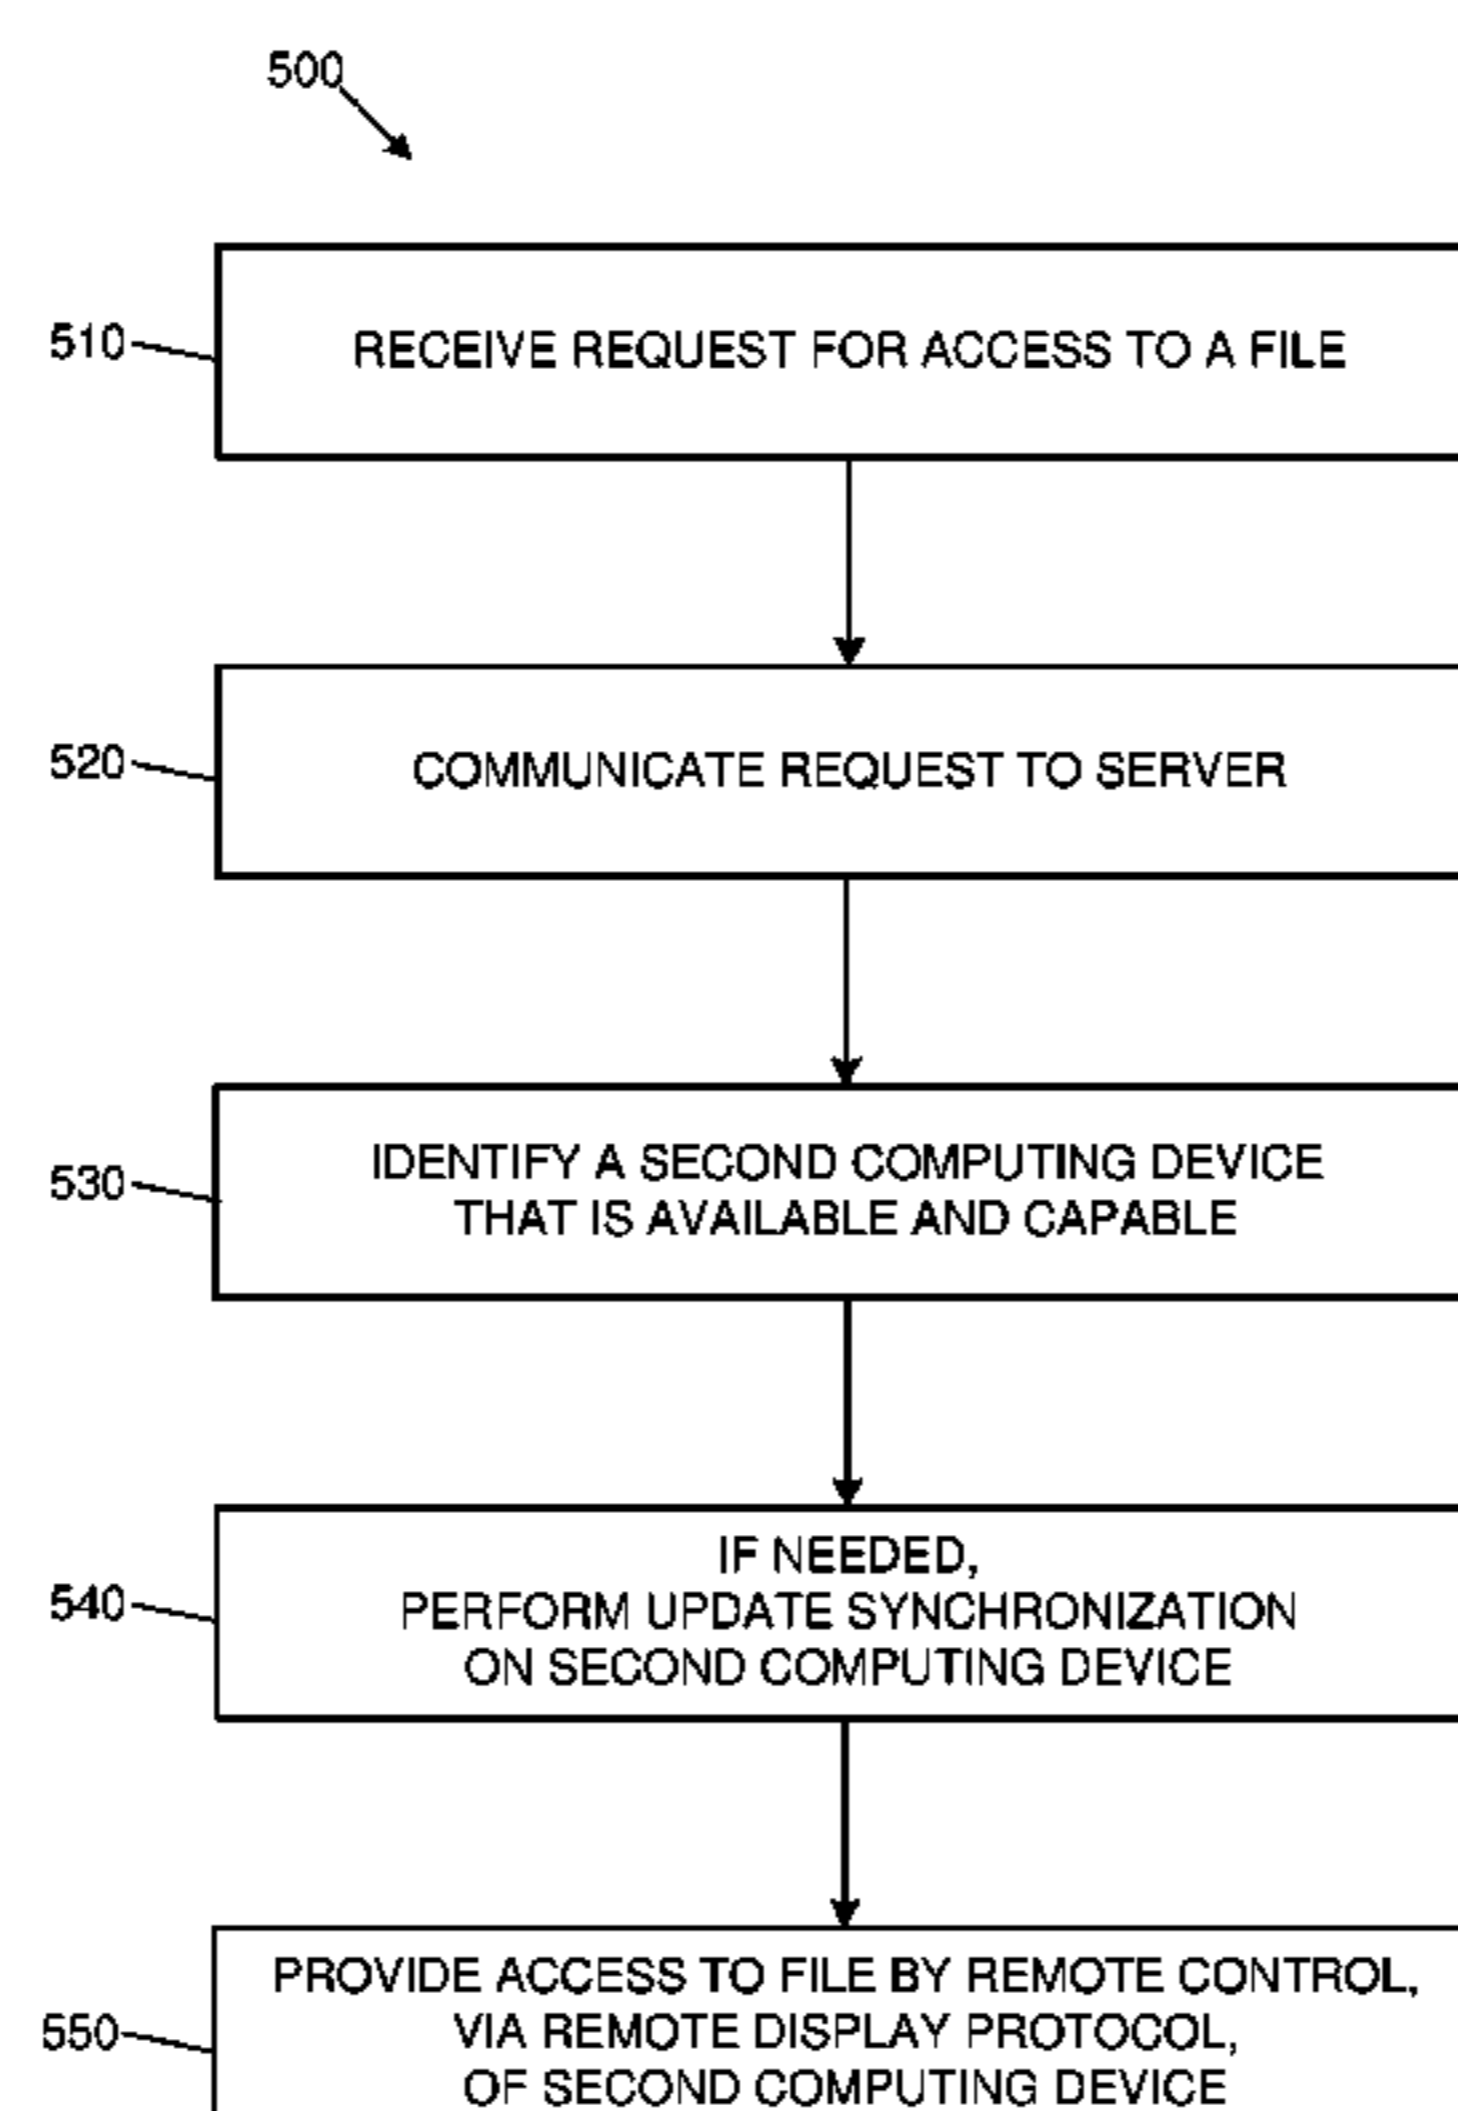 500
510
RECEIVE REQUEST FOR ACCESS TO A FILE
520
COMMUNICATE REQUEST TO SERVER
530
IDENTIFY A SECOND COMPUTING DEVICE
THAT IS AVAILABLE AND CAPABLE
540
IF NEEDED,
PERFORM UPDATE SYNCHRONIZATION
ON SECOND COMPUTING DEVICE
550
PROVIDE ACCESS TO FILE BY REMOTE CONTROL,
VIA REMOTE DISPLAY PROTOCOL,
OF SECOND COMPUTING DEVICE